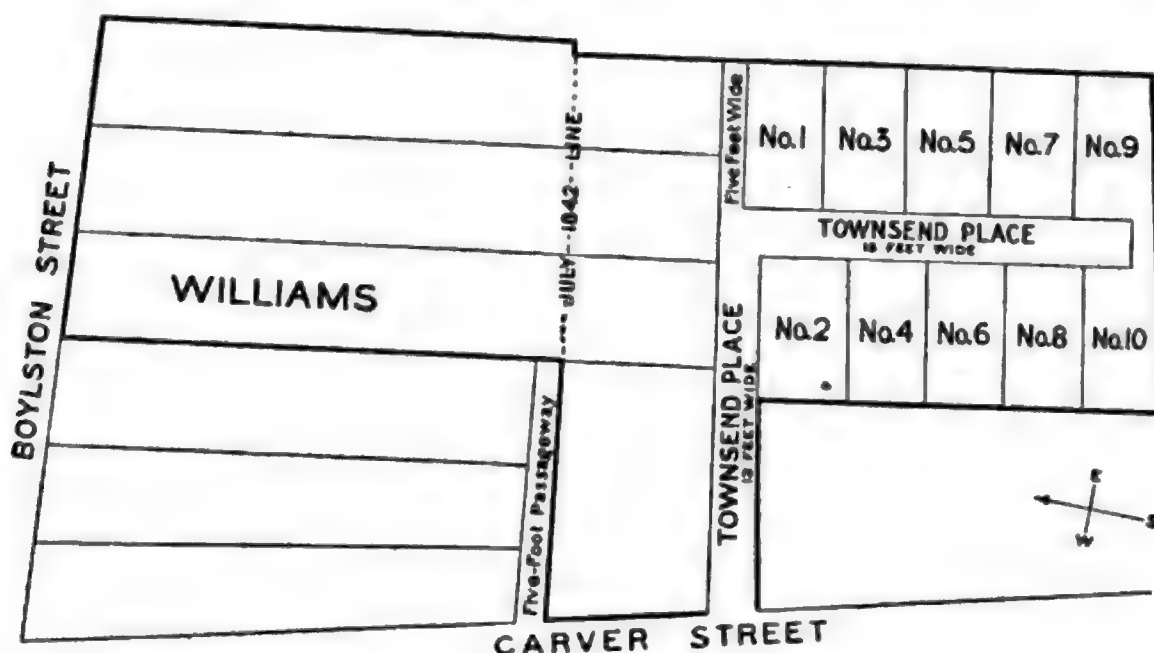 BOYLSTON STREET
WILLIAMS
JULY 1842 LINE
Five Feet Wide
No.1
No.3
No.5
No.7
No.9
TOWNSEND PLACE
FEET WIDE
No.2
No.4
No.6
No.8
No.10
TOWNSEND PLACE
13 FEET WIDE
Five-Foot Passageway
E
W
S
CARVER STREET